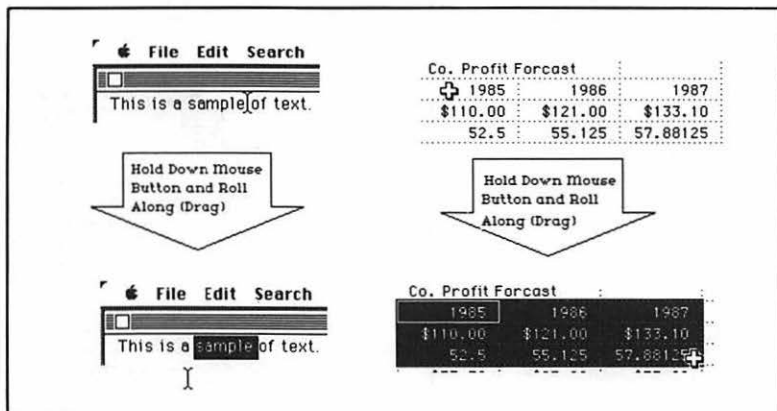 File Edit Search
This is a sample of text.
Hold Down Mouse
Button and Roll
Along (Drag)
File Edit Search
This is a sample of text.
Co. Profit Forcast
1985 1986 1987
$110.00 $121.00 $133.10
52.5 55.125 57.88125
Hold Down Mouse
Button and Roll
Along (Drag)
Co. Profit Forcast
1985 1986 1987
$110.00 $121.00 $133.10
52.5 55.125 57.88125